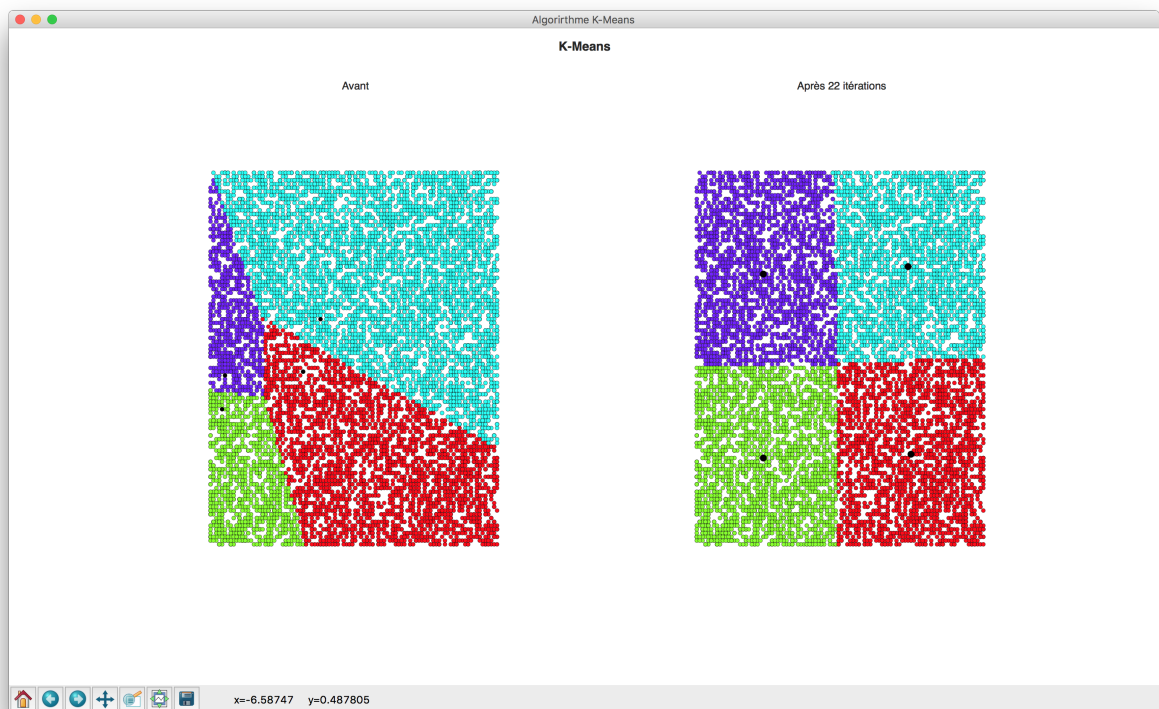 Algorirthme K-Means
K-Means
Avant
Après 22 itérations
x=-6.58747 y=0.487805